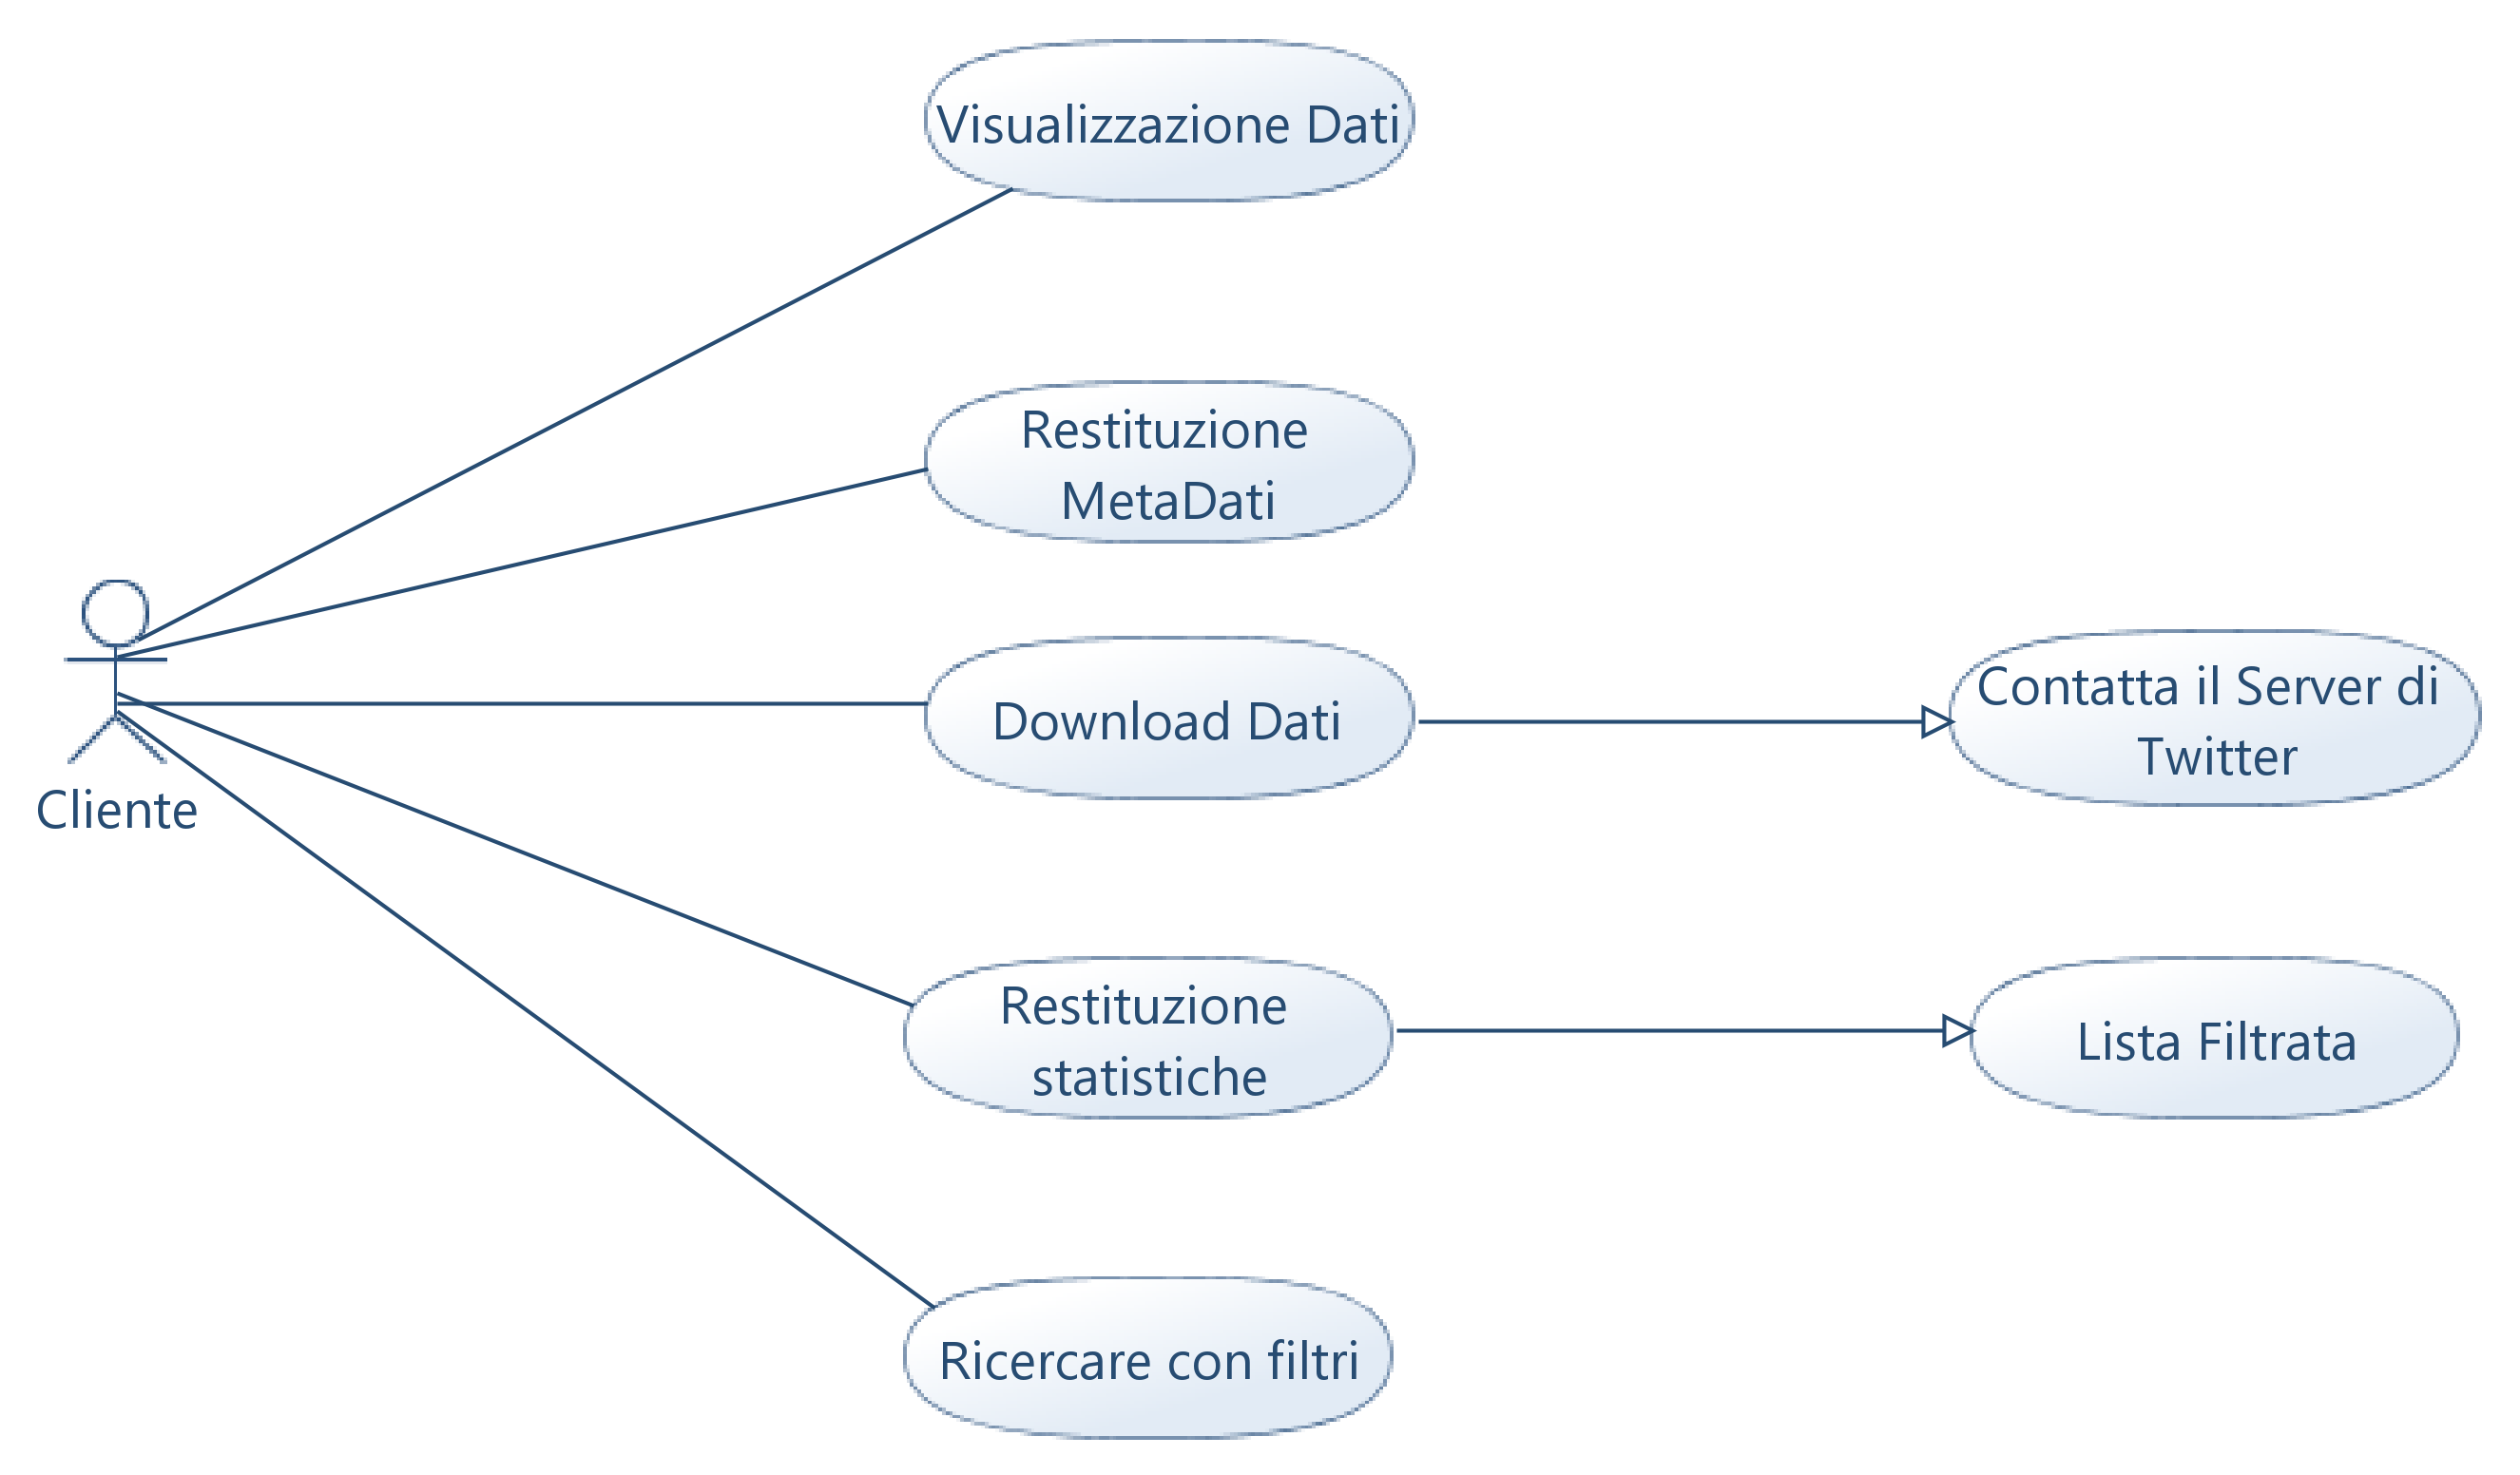 Visualizzazione Dati
Restituzione
MetaDati
Cliente
Download Dati
Contatta il Server di
Twitter
Restituzione
statistiche
Lista Filtrata
Ricercare con filtri